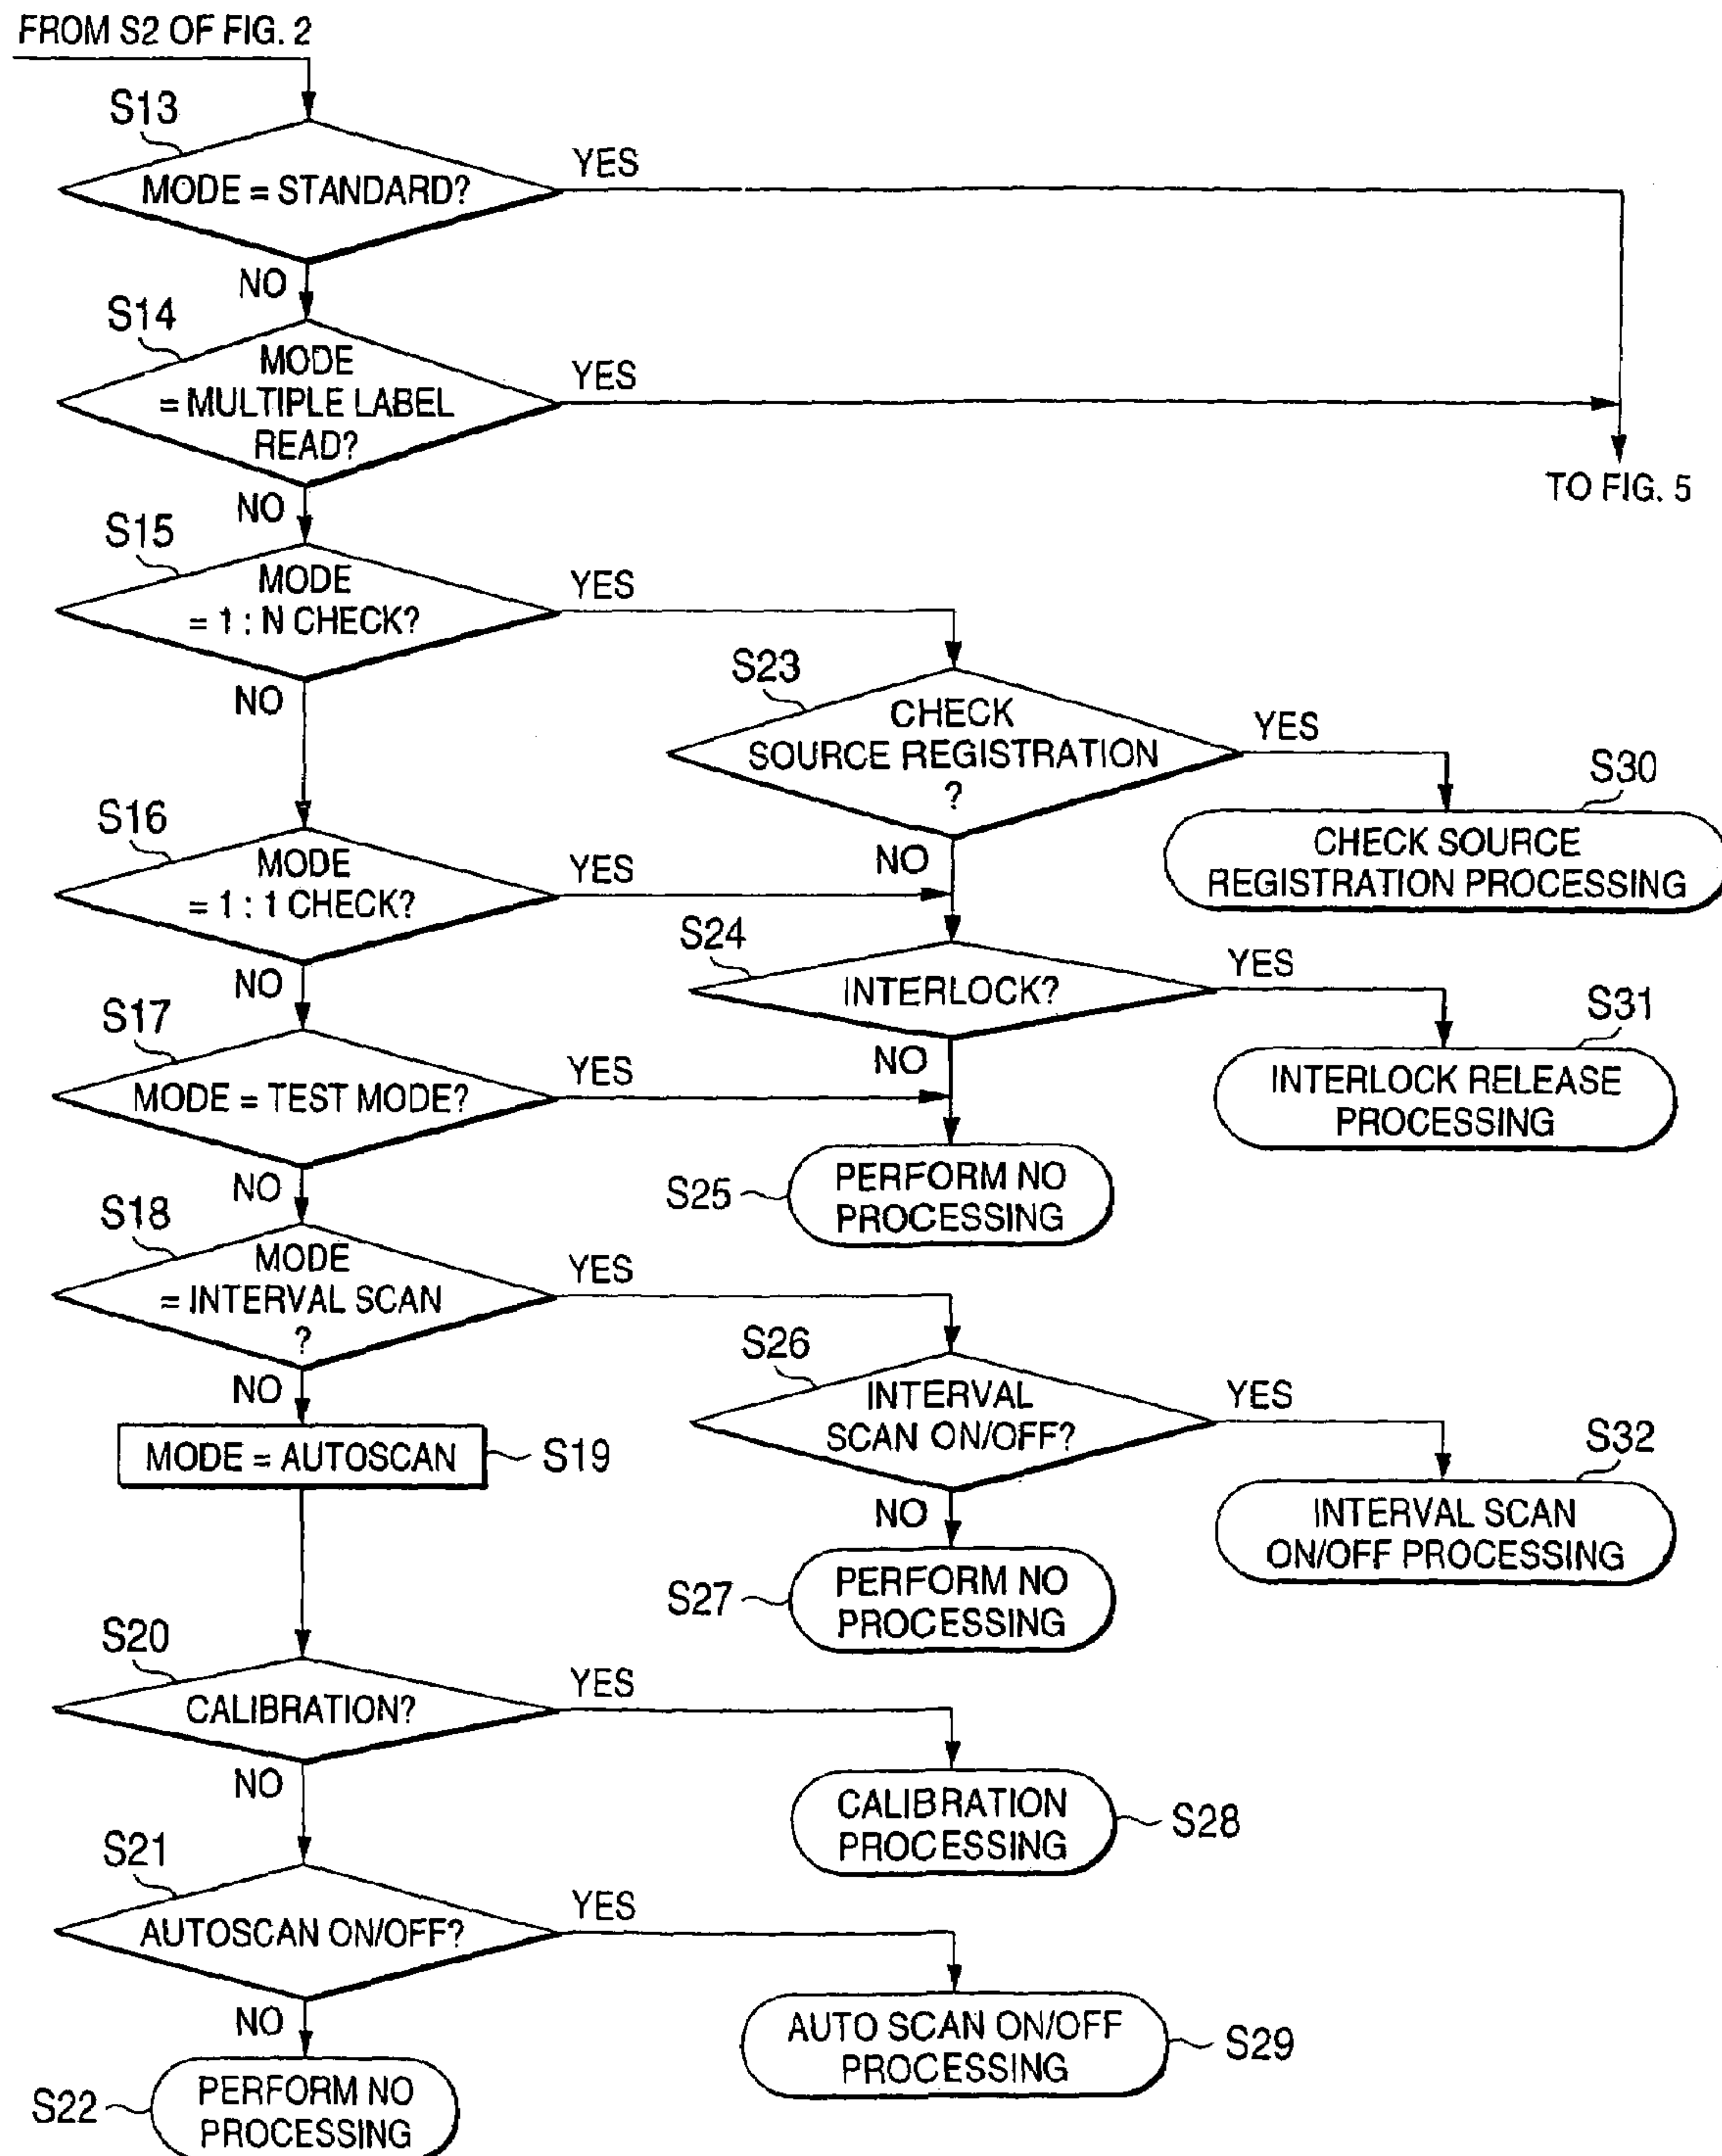 FROM S2 OF FIG. 2
S13
MODE = STANDARD?
YES
NO
S14
MODE
= MULTIPLE LABEL
READ?
YES
TO FIG. 5
NO
S15
MODE
= 1 : N CHECK?
YES
NO
S23
CHECK
SOURCE REGISTRATION
?
YES
NO
S30
CHECK SOURCE
REGISTRATION PROCESSING
S16
MODE
= 1 : 1 CHECK?
YES
NO
S24
INTERLOCK?
YES
NO
S31
INTERLOCK RELEASE
PROCESSING
S17
MODE = TEST MODE?
YES
NO
S25
PERFORM NO
PROCESSING
S18
MODE
= INTERVAL SCAN
?
YES
NO
S26
INTERVAL
SCAN ON/OFF?
YES
NO
S32
INTERVAL SCAN
ON/OFF PROCESSING
MODE = AUTOSCAN
S19
S27
PERFORM NO
PROCESSING
S20
CALIBRATION?
YES
NO
CALIBRATION
PROCESSING
S28
S21
AUTOSCAN ON/OFF?
YES
NO
AUTO SCAN ON/OFF
PROCESSING
S29
S22
PERFORM NO
PROCESSING